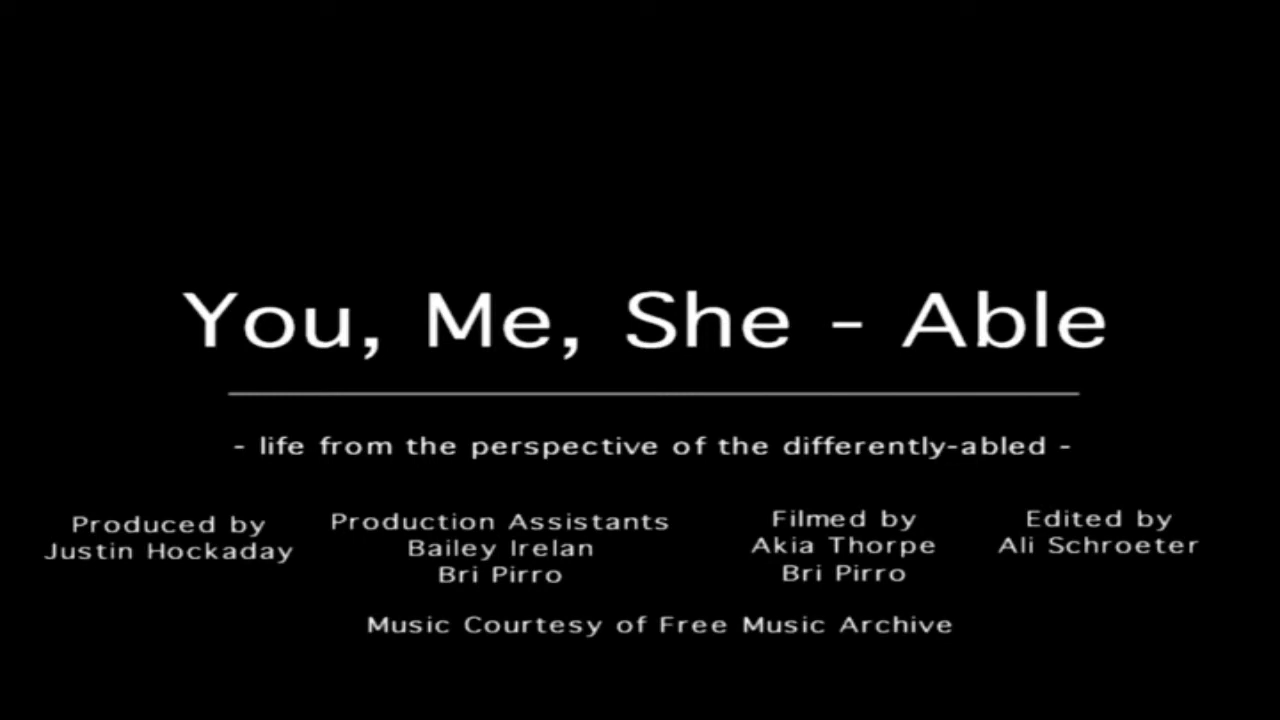 You, Me, She - Able
- life from the perspective of the differently-abled -
Produced by
Justin Hockaday
Production Assistants
Bailey Irelan
Bri Pirro
Filmed by
Akia Thorpe
Bri Pirro
Edited by
Ali Schroeter
Music Courtesy of Free Music Archive